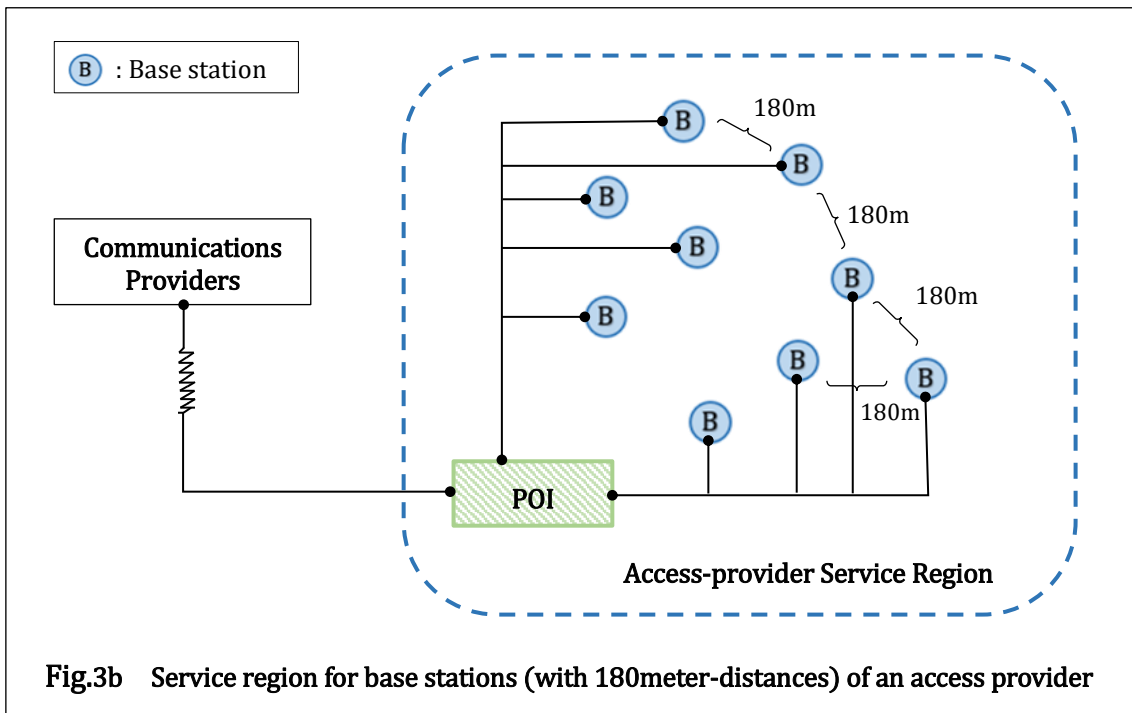 B : Base station
180m
B
B
B
180m
Communications
Providers
B
B
180m
B
B
B
180m
B
POI
Access-provider Service Region
Fig.3b Service region for base stations (with 180meter-distances) of an access provider